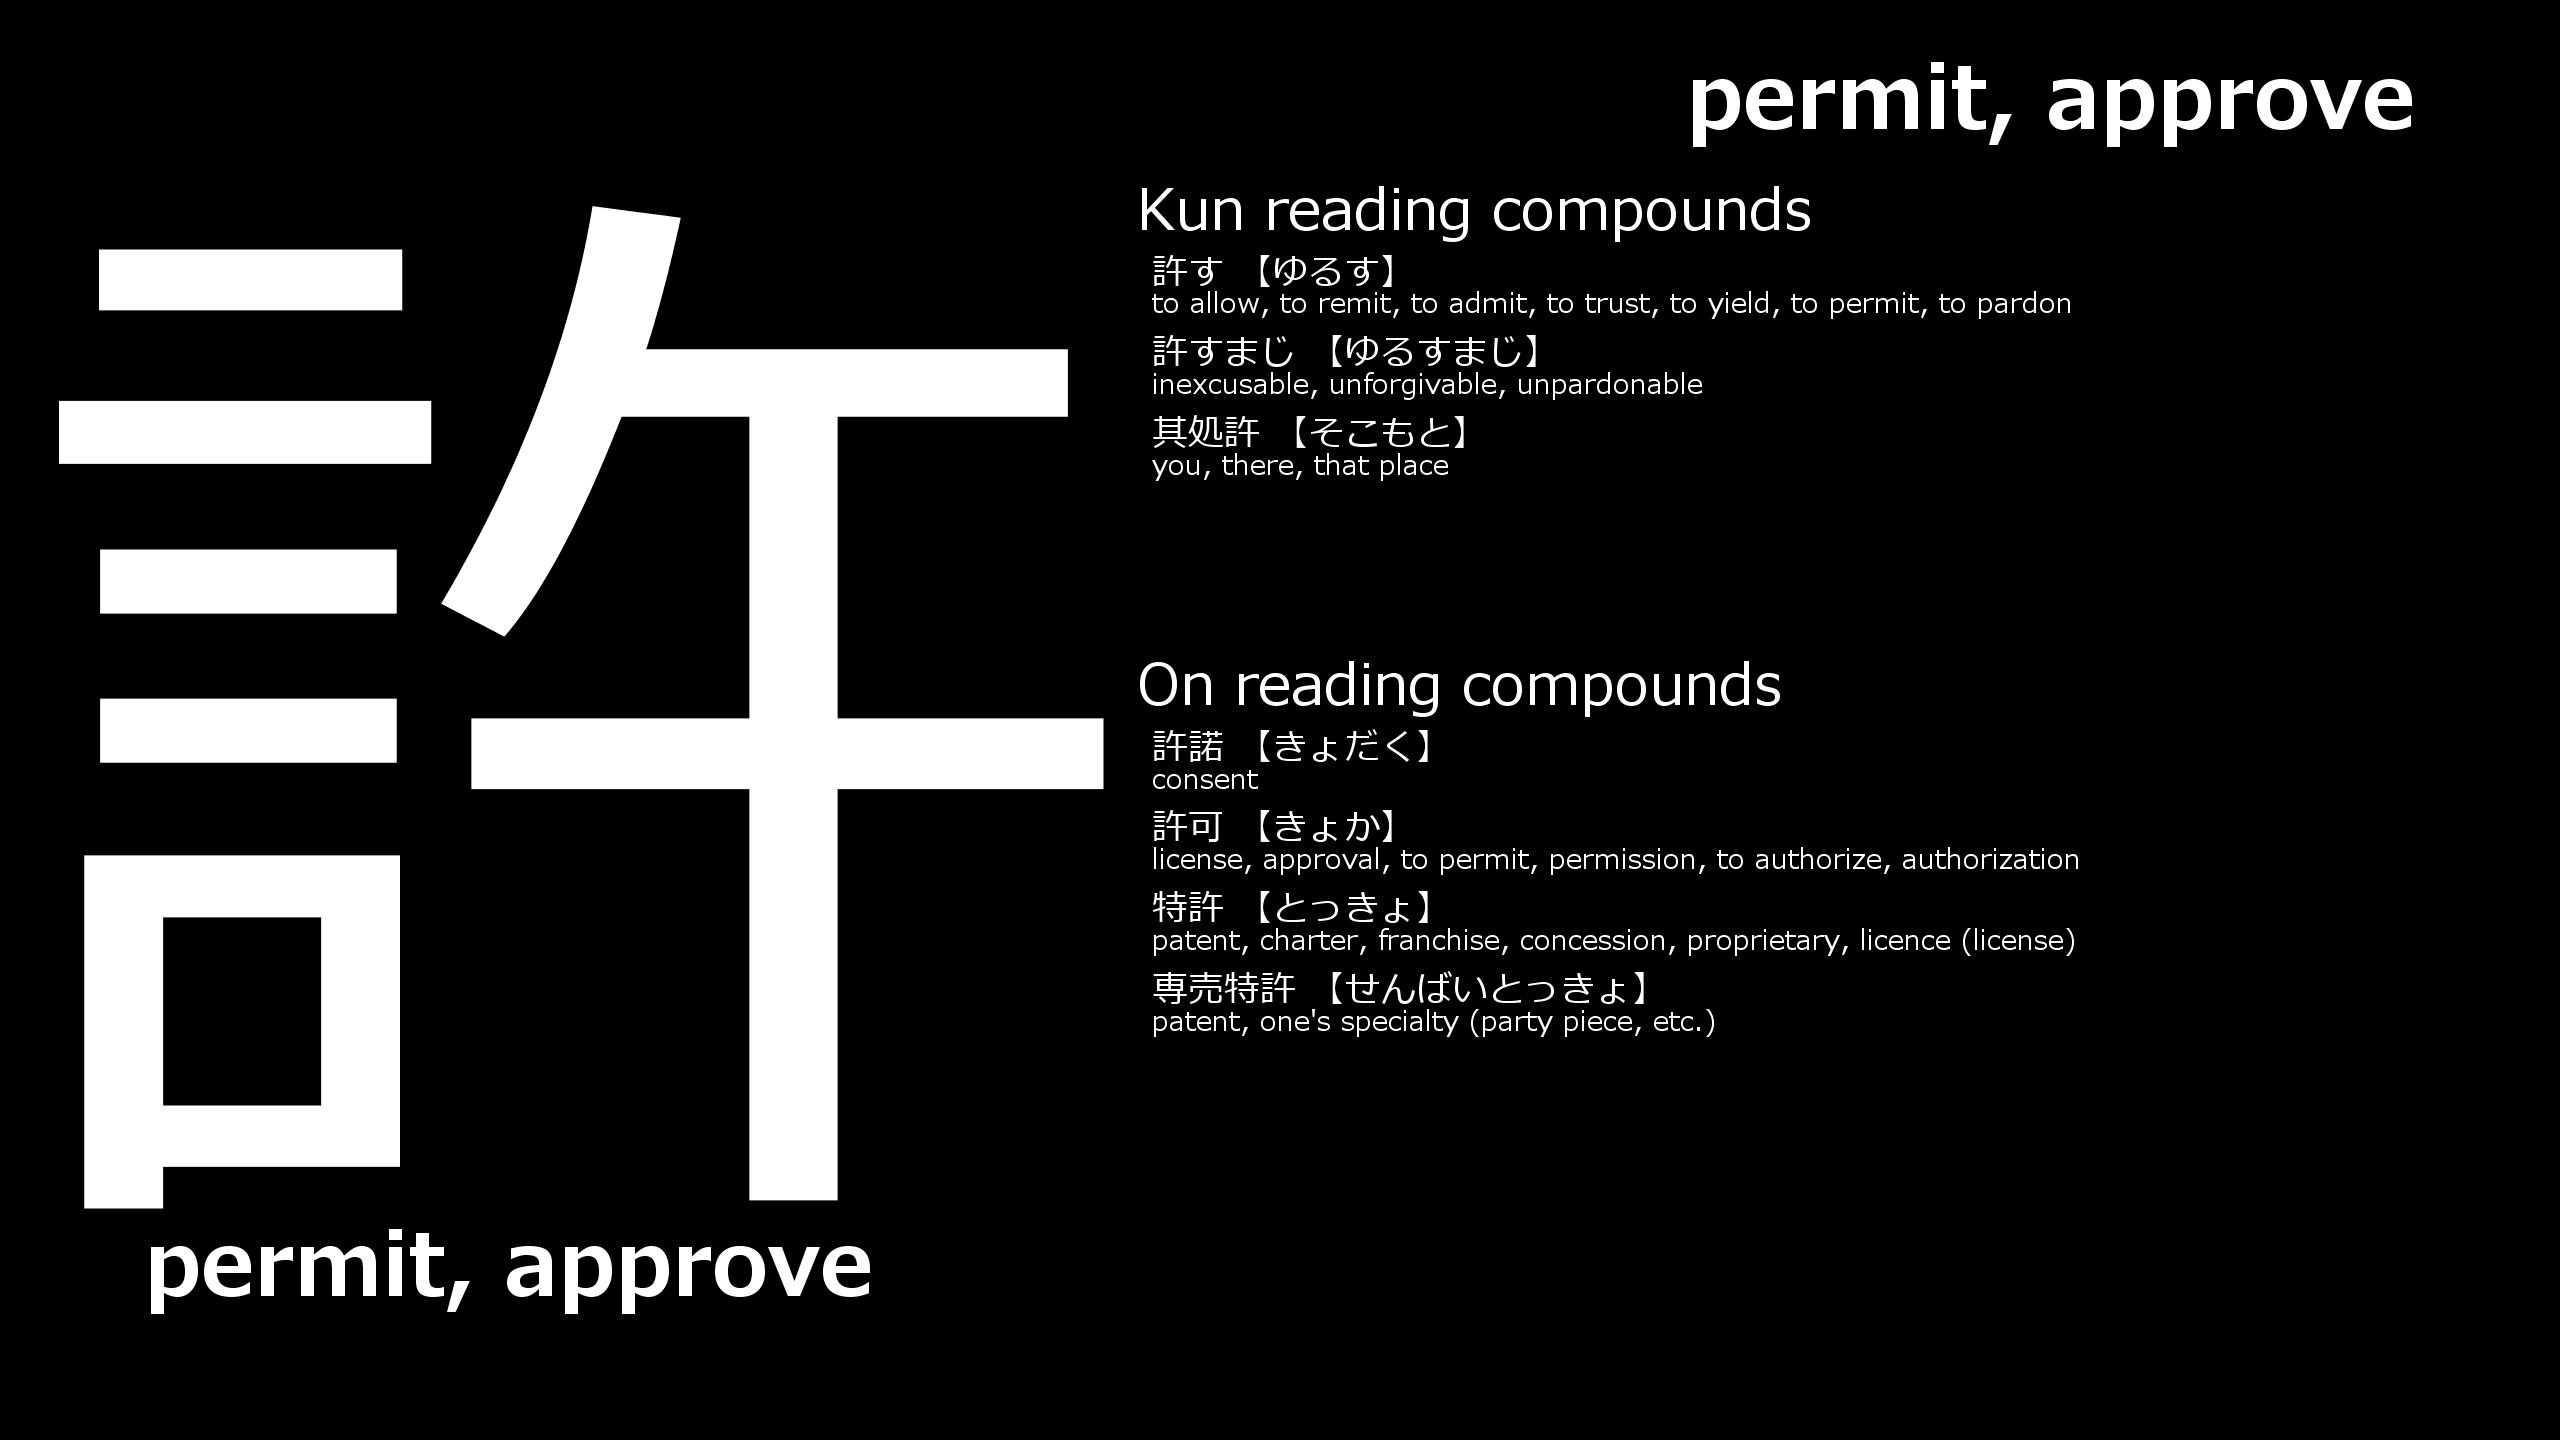 permit, approve
許
permit, approve
Kun reading compounds
許す 【ゆるす】
to allow, to remit, to admit, to trust, to yield, to permit, to pardon
許すまじ 【ゆるすまじ】
inexcusable, unforgivable, unpardonable
其処許 【そこもと】
you, there, that place
On reading compounds
許諾 【きょだく】
consent
許可 【きょか】
license, approval, to permit, permission, to authorize, authorization
特許 【とっきょ】
patent, charter, franchise, concession, proprietary, licence (license)
専売特許 【せんばいとっきょ】
patent, one's specialty (party piece, etc.)